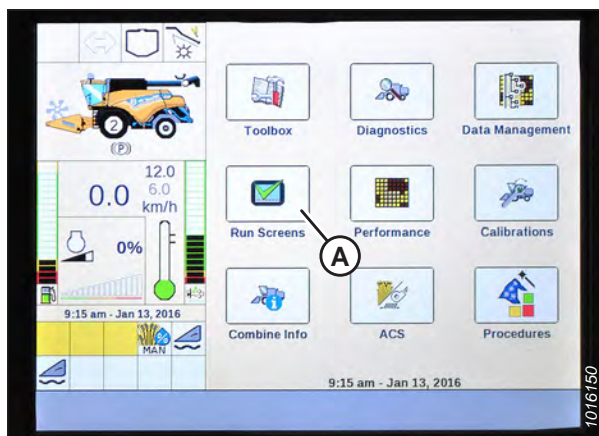 2
(P)
12.0
0.0 6.0
km/h
0%
9:15 am - Jan 13, 2016
MAN
Toolbox Diagnostics Data Management
Run Screens Performance Calibrations
A
Combine Info ACS Procedures
9:15 am - Jan 13, 2016
1016150